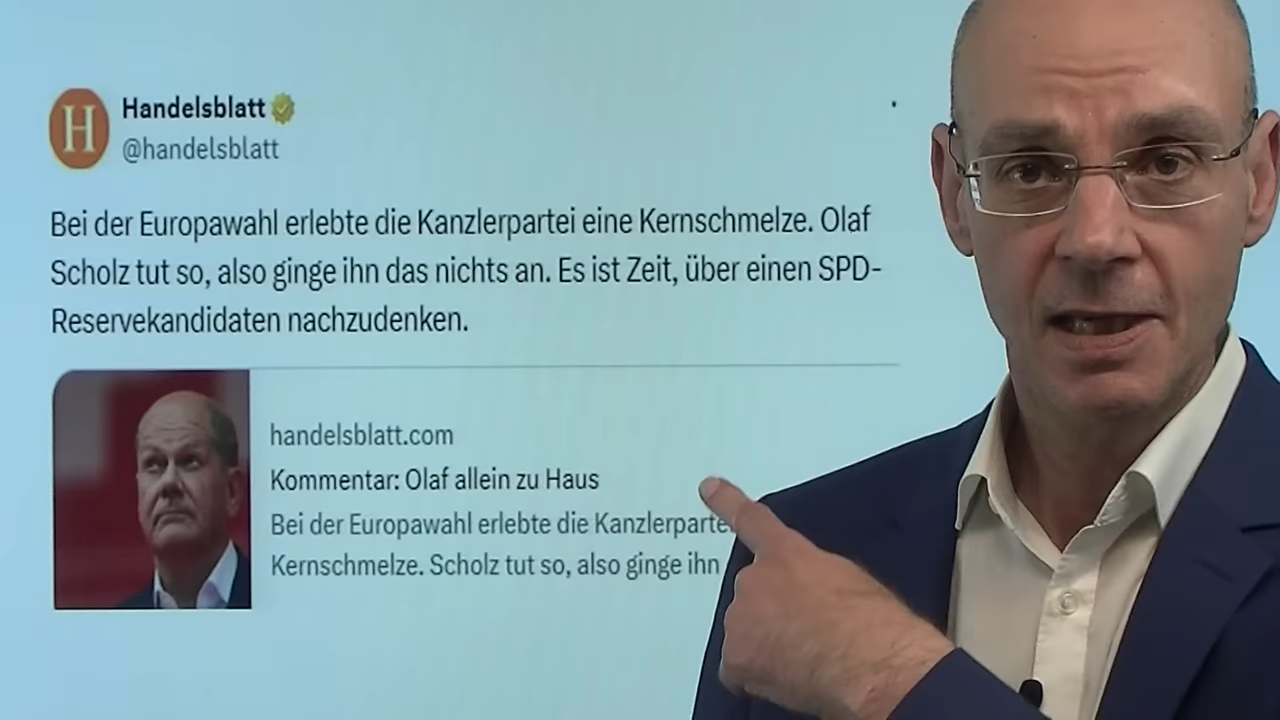 H
Handelsblatt
@handelsblatt
Bei der Europawahl erlebte die Kanzlerpartei eine Kernschmelze. Olaf
Scholz tut so, also ginge ihn das nichts an. Es ist Zeit, über einen SPD-
Reservekandidaten nachzudenken.
handelsblatt.com
Kommentar: Olaf allein zu Haus
Bei der Europawahl erlebte die Kanzlerpartei
Kernschmelze. Scholz tut so, also ginge ihn